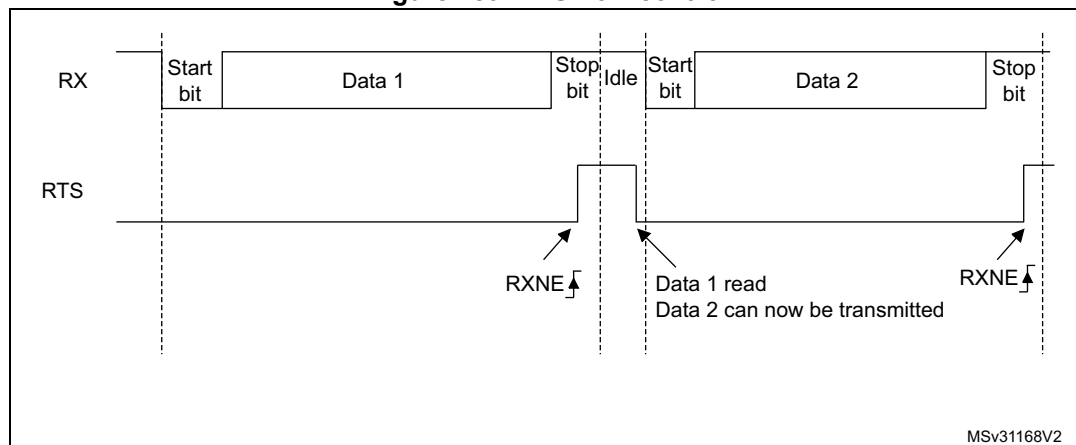 RX
Start
bit
Data 1
Stop
bit
Idle
Start
bit
Data 2
Stop
bit
RTS
RXNE
Data 1 read
Data 2 can now be transmitted
RXNE
MSv31168V2